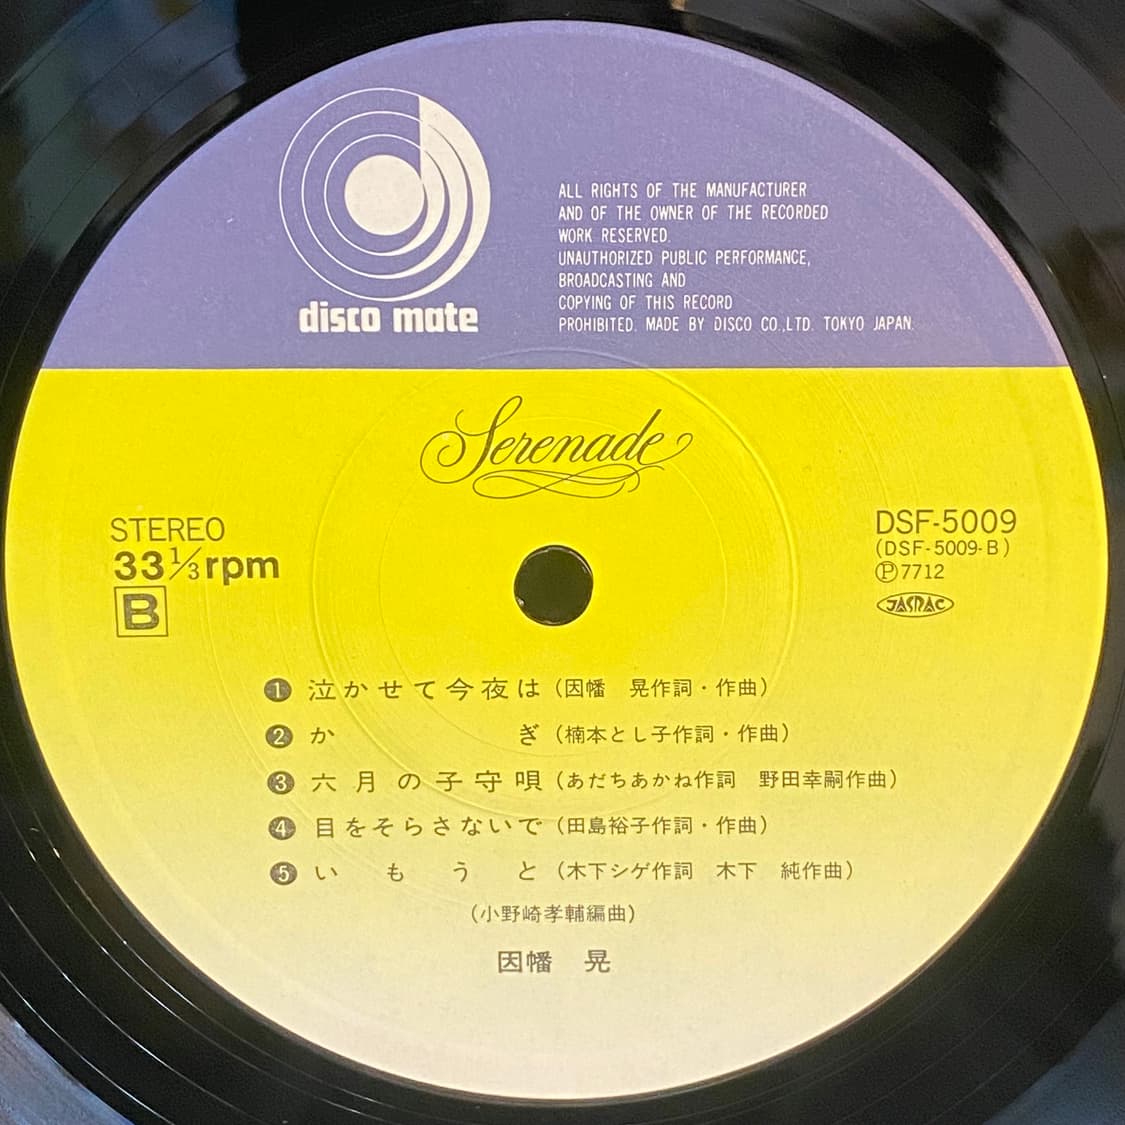 disco mate
ALL RIGHTS OF THE MANUFACTURER
AND OF THE OWNER OF THE RECORDED
WORK RESERVED.
UNAUTHORIZED PUBLIC PERFORMANCE,
BROADCASTING AND
COPYING OF THIS RECORD
PROHIBITED. MADE BY DISCO CO.,LTD. TOKYO JAPAN.
Serenade
STEREO
33 1/3 rpm
B
DSF-5009
(DSF-5009-B)
Ⓟ7712
JASRAC
❶ 泣かせて今夜は (因幡 晃作詞・作曲)
❷ かぎ (楠本とし子作詞・作曲)
❸ 六月の子守唄 (あだちあかね作詞 野田幸嗣作曲)
❹ 目をそらさないで (田島裕子作詞・作曲)
❺ いもうと (木下シゲ作詞 木下 純作曲)
(小野崎孝輔編曲)
因幡 晃